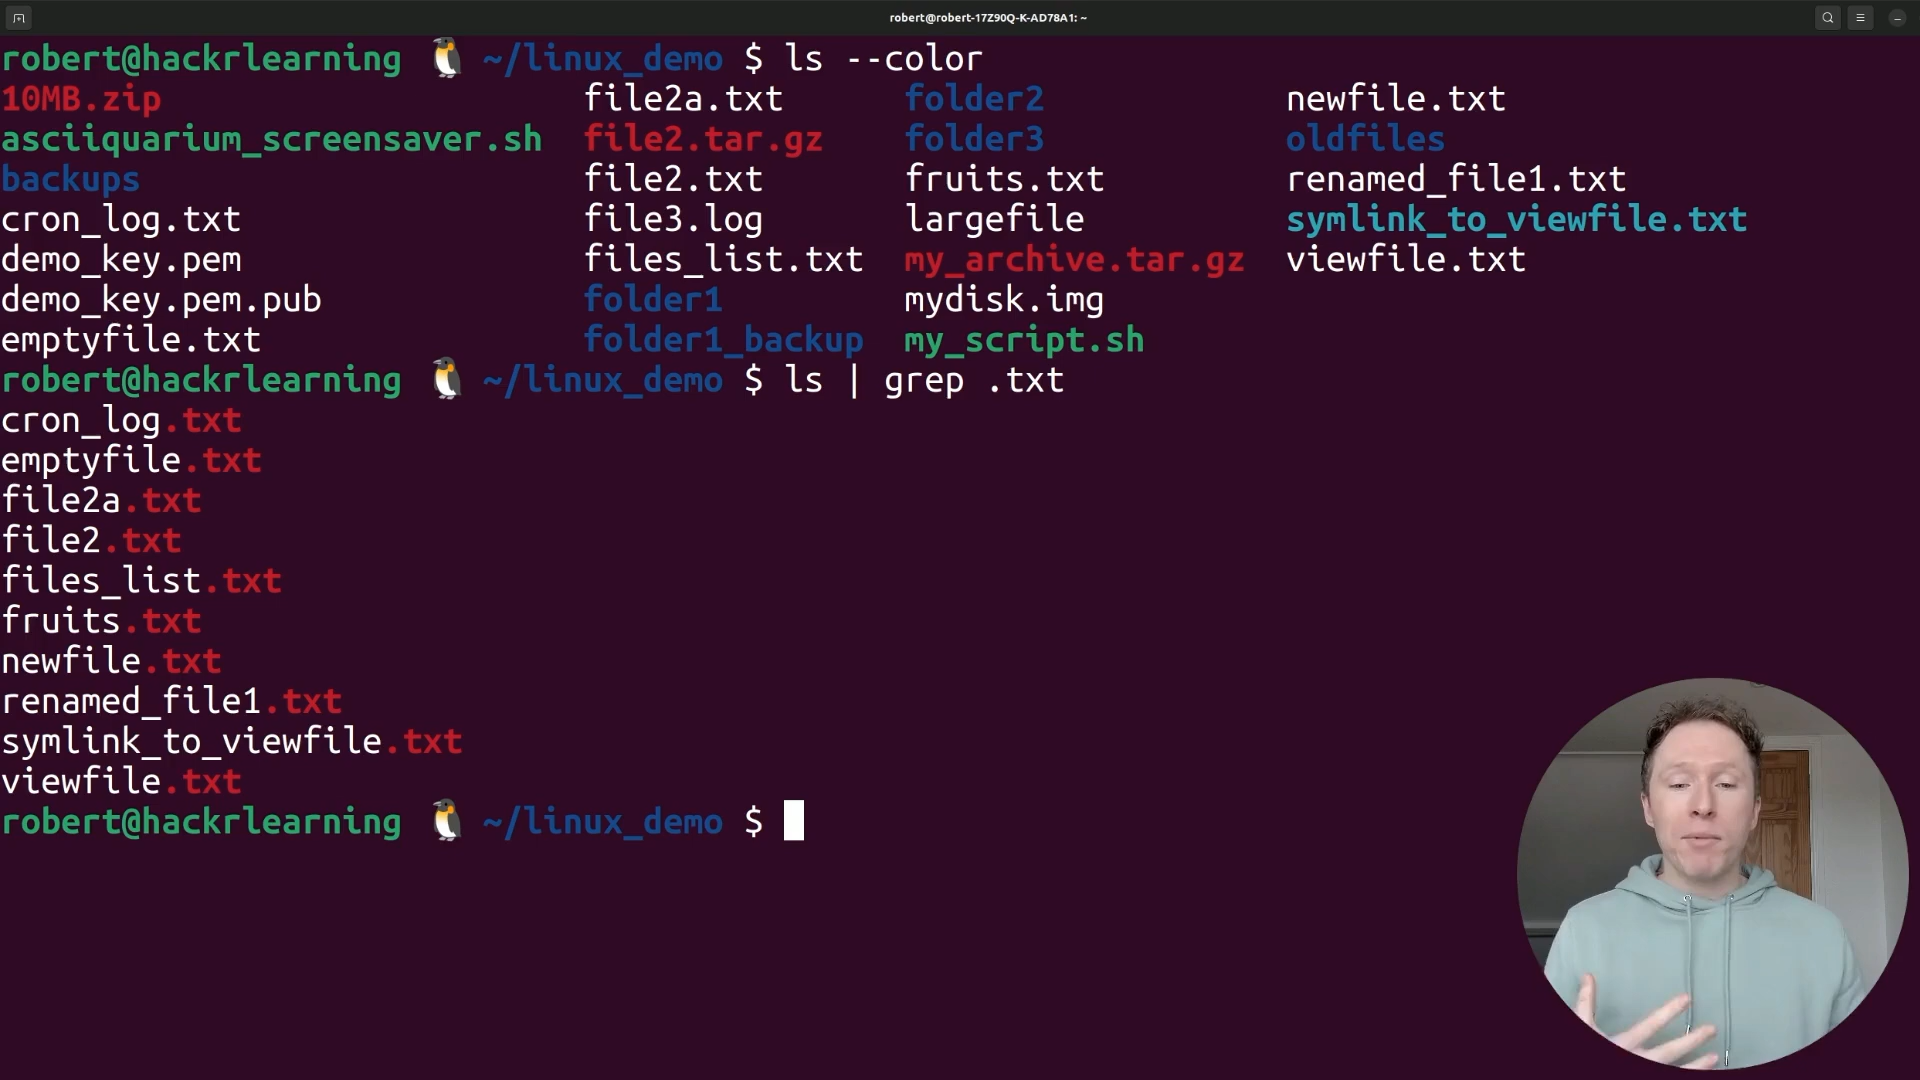 robert@robert-17Z90Q-K-AD78A1: ~
robert@hackrlearning 🐧 ~/linux_demo $ ls --color
10MB.zip file2a.txt folder2 newfile.txt
asciiquarium_screensaver.sh file2.tar.gz folder3 oldfiles
backups file2.txt fruits.txt renamed_file1.txt
cron_log.txt file3.log largefile symlink_to_viewfile.txt
demo_key.pem files_list.txt my_archive.tar.gz viewfile.txt
demo_key.pem.pub folder1 mydisk.img
emptyfile.txt folder1_backup my_script.sh
robert@hackrlearning 🐧 ~/linux_demo $ ls | grep .txt
cron_log.txt
emptyfile.txt
file2a.txt
file2.txt
files_list.txt
fruits.txt
newfile.txt
renamed_file1.txt
symlink_to_viewfile.txt
viewfile.txt
robert@hackrlearning 🐧 ~/linux_demo $